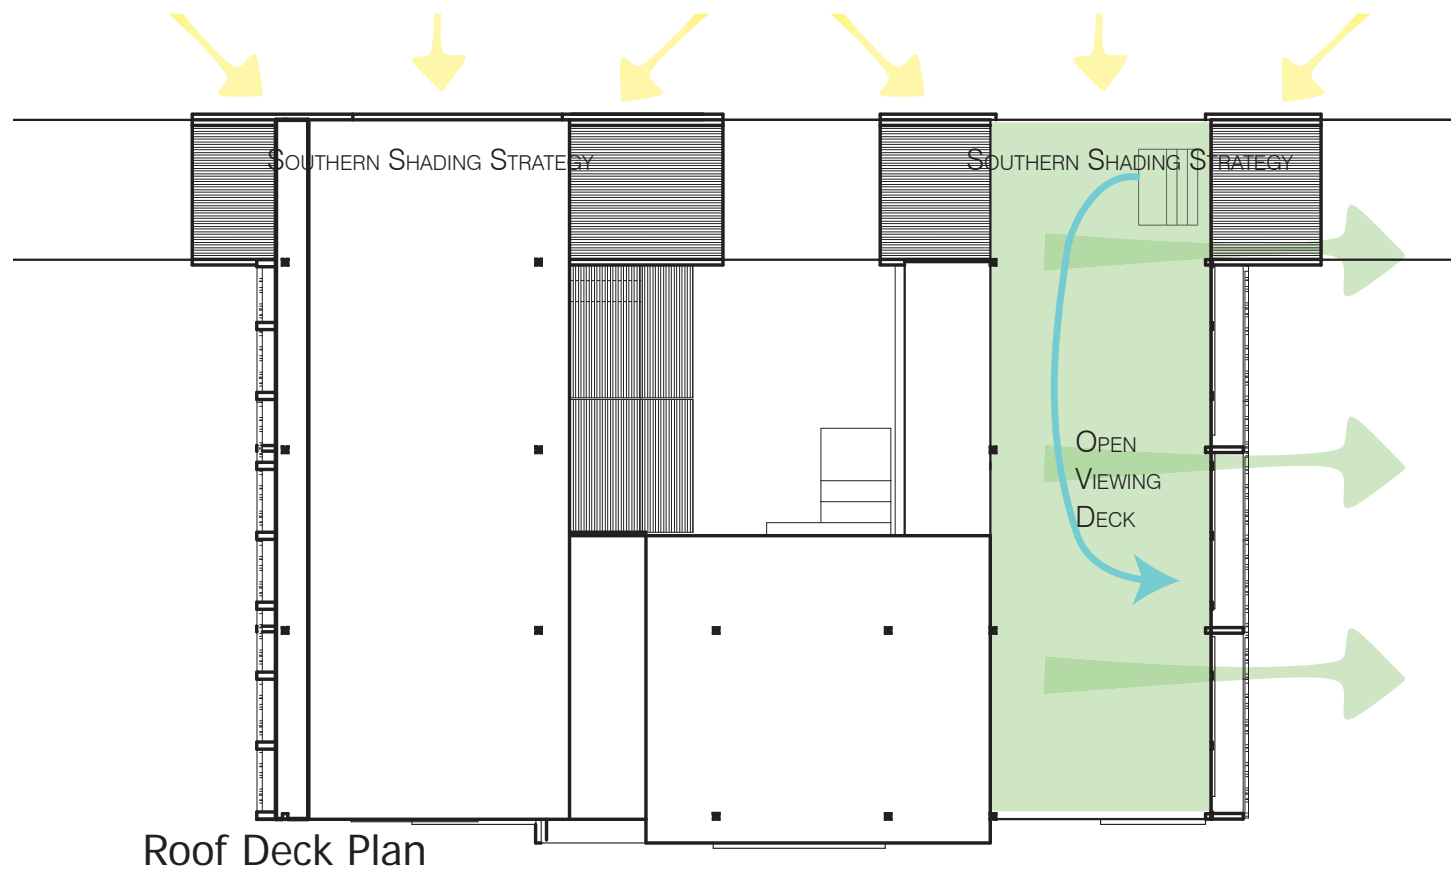 Southern Shading Strategy
Southern Shading Strategy
Open
Viewing
Deck
Roof Deck Plan